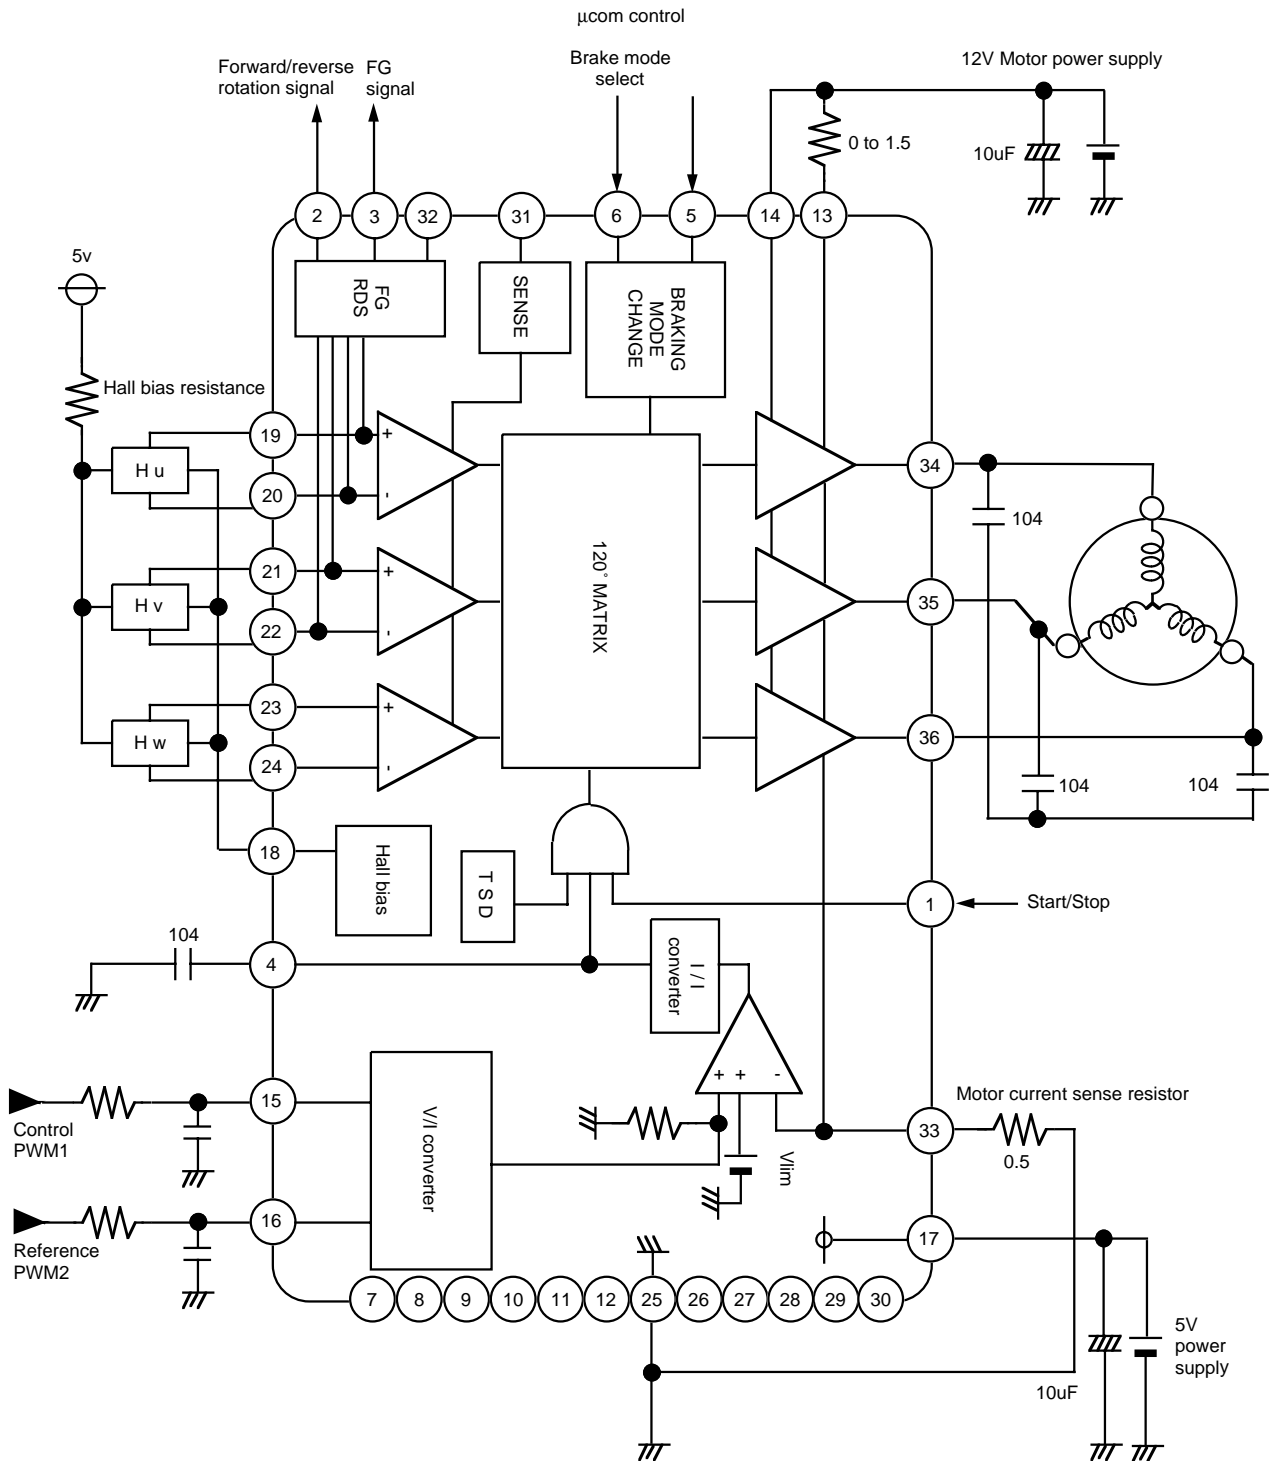 μcom control
Forward/reverse
rotation signal
FG
signal
Brake mode
select
12V Motor power supply
0 to 1.5
10uF
2
3
32
31
6
5
14
13
5v
FG
RDS
SENSE
BRAKING
MODE
CHANGE
Hall bias resistance
19
+
H u
20
-
34
104
21
+
H v
22
-
120° MATRIX
35
23
+
H w
24
-
36
104
104
18
Hall bias
T S D
1
Start/Stop
104
4
I / I
converter
+ + -
15
Control
PWM1
V/I converter
Vlim
33
Motor current sense resistor
0.5
16
Reference
PWM2
17
7
8
9
10
11
12
25
26
27
28
29
30
5V
power
supply
10uF